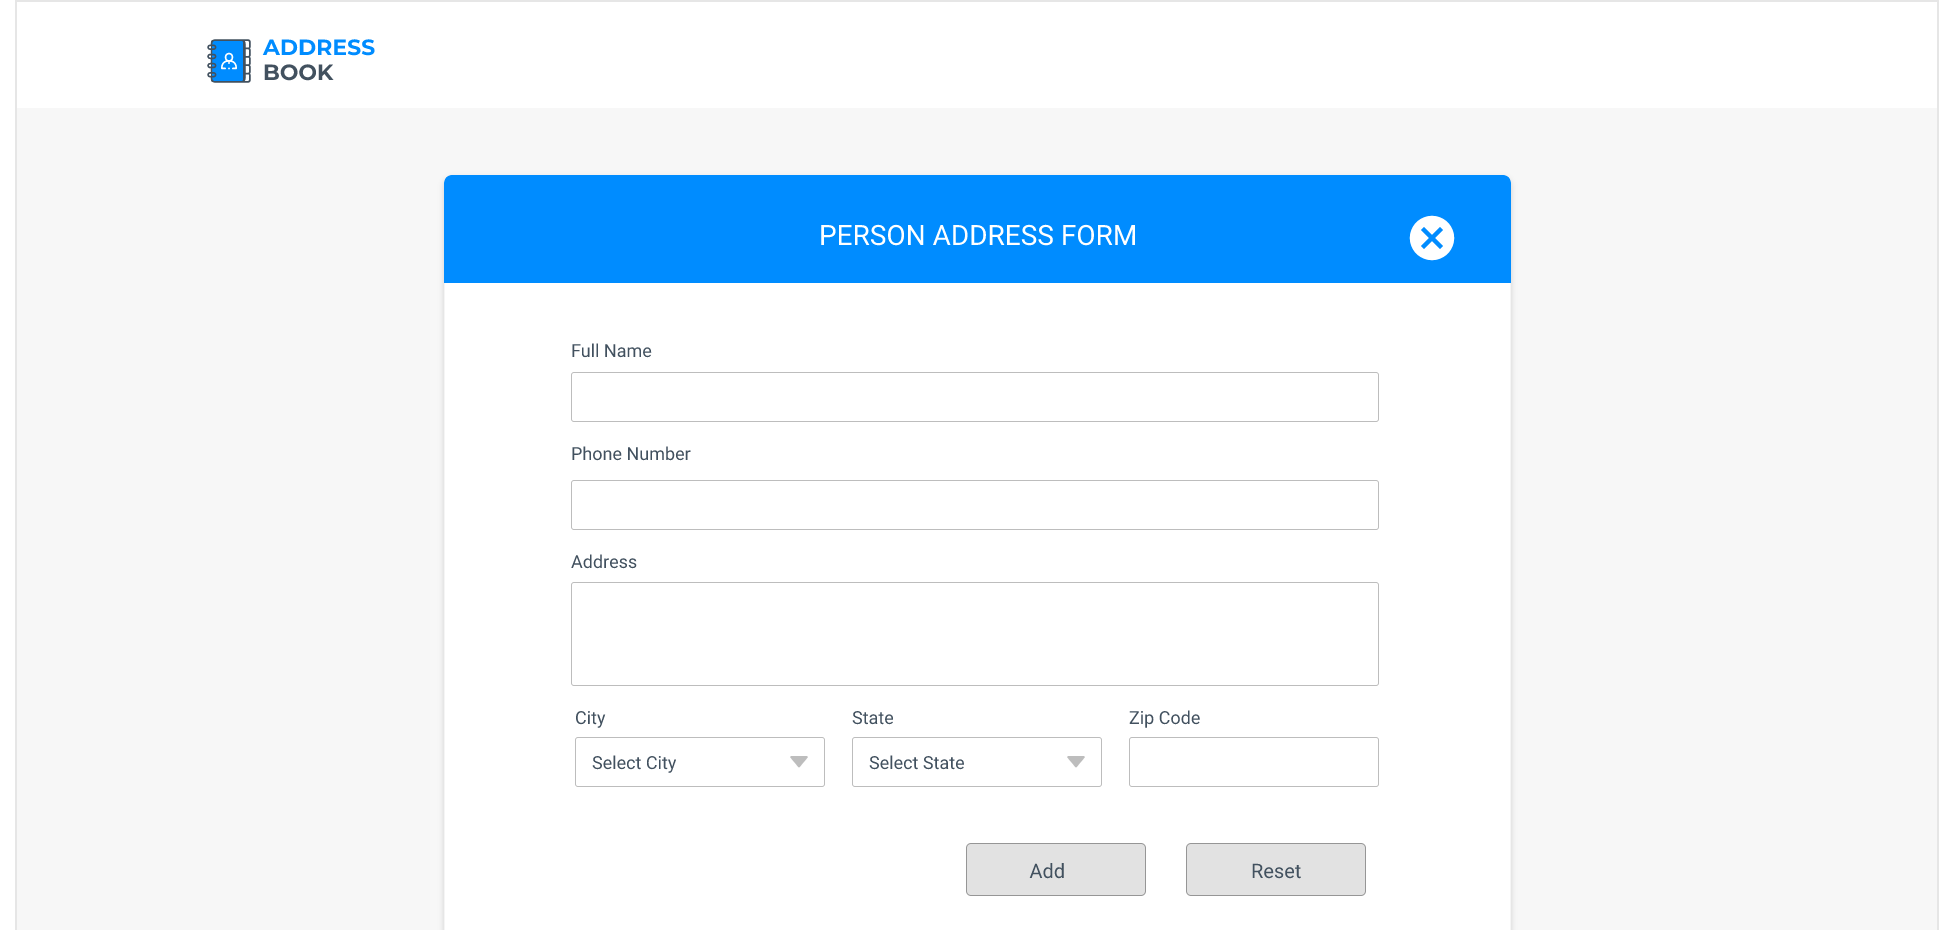 ADDRESS
BOOK
PERSON ADDRESS FORM
Full Name
Phone Number
Address
City State Zip Code
Select City Select State
Add Reset